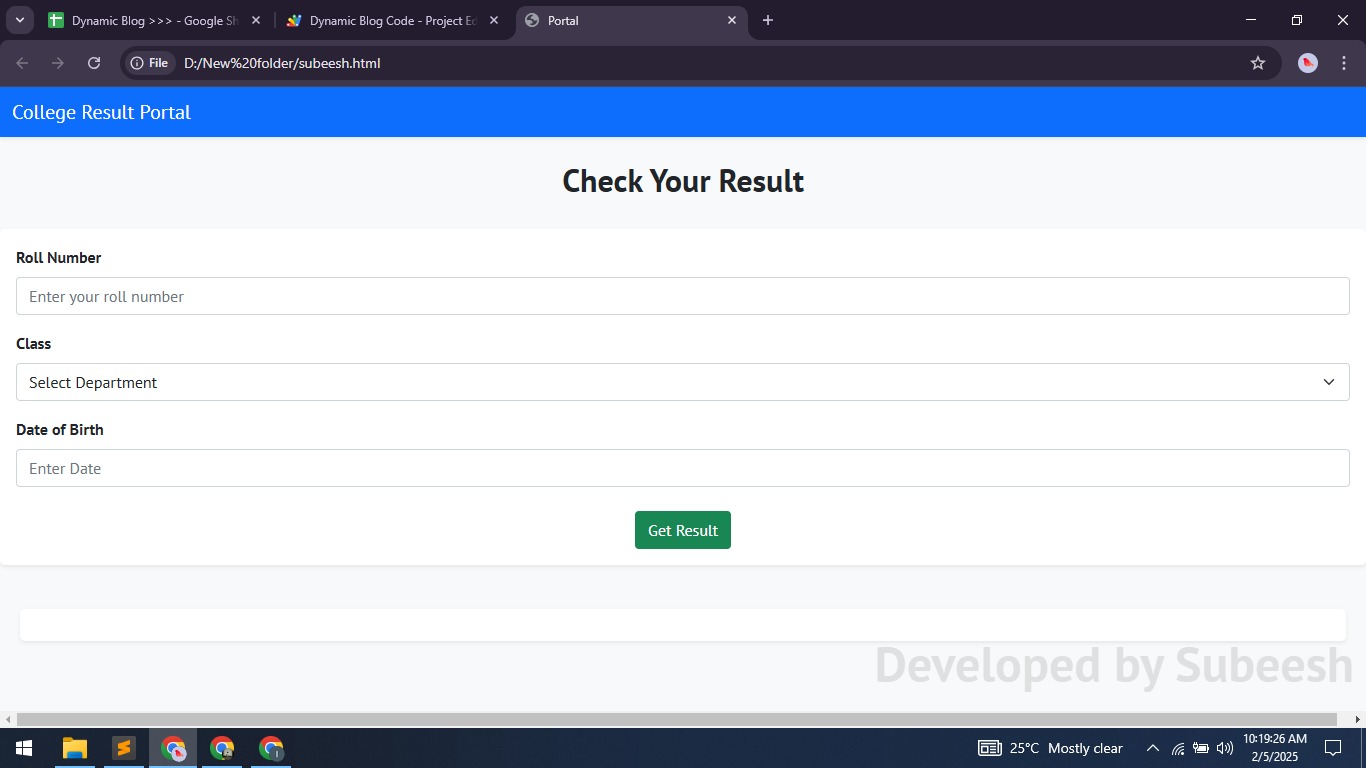 Dynamic Blog >>> - Google Sh
Dynamic Blog Code - Project Ed
Portal
File
D:/New%20folder/subeesh.html
College Result Portal
Check Your Result
Roll Number
Enter your roll number
Class
Select Department
Date of Birth
Enter Date
Get Result
Developed by Subeesh
25°C Mostly clear
10:19:26 AM
2/5/2025